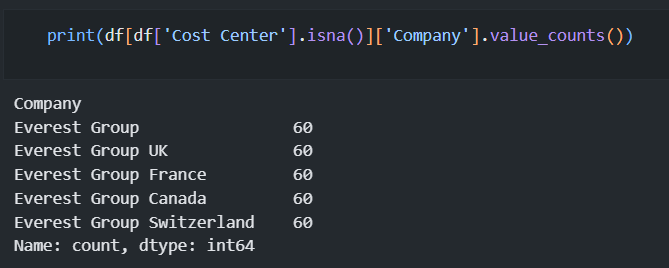 print(df[df['Cost Center'].isna()]['Company'].value_counts())
Company
Everest Group 60
Everest Group UK 60
Everest Group France 60
Everest Group Canada 60
Everest Group Switzerland 60
Name: count, dtype: int64